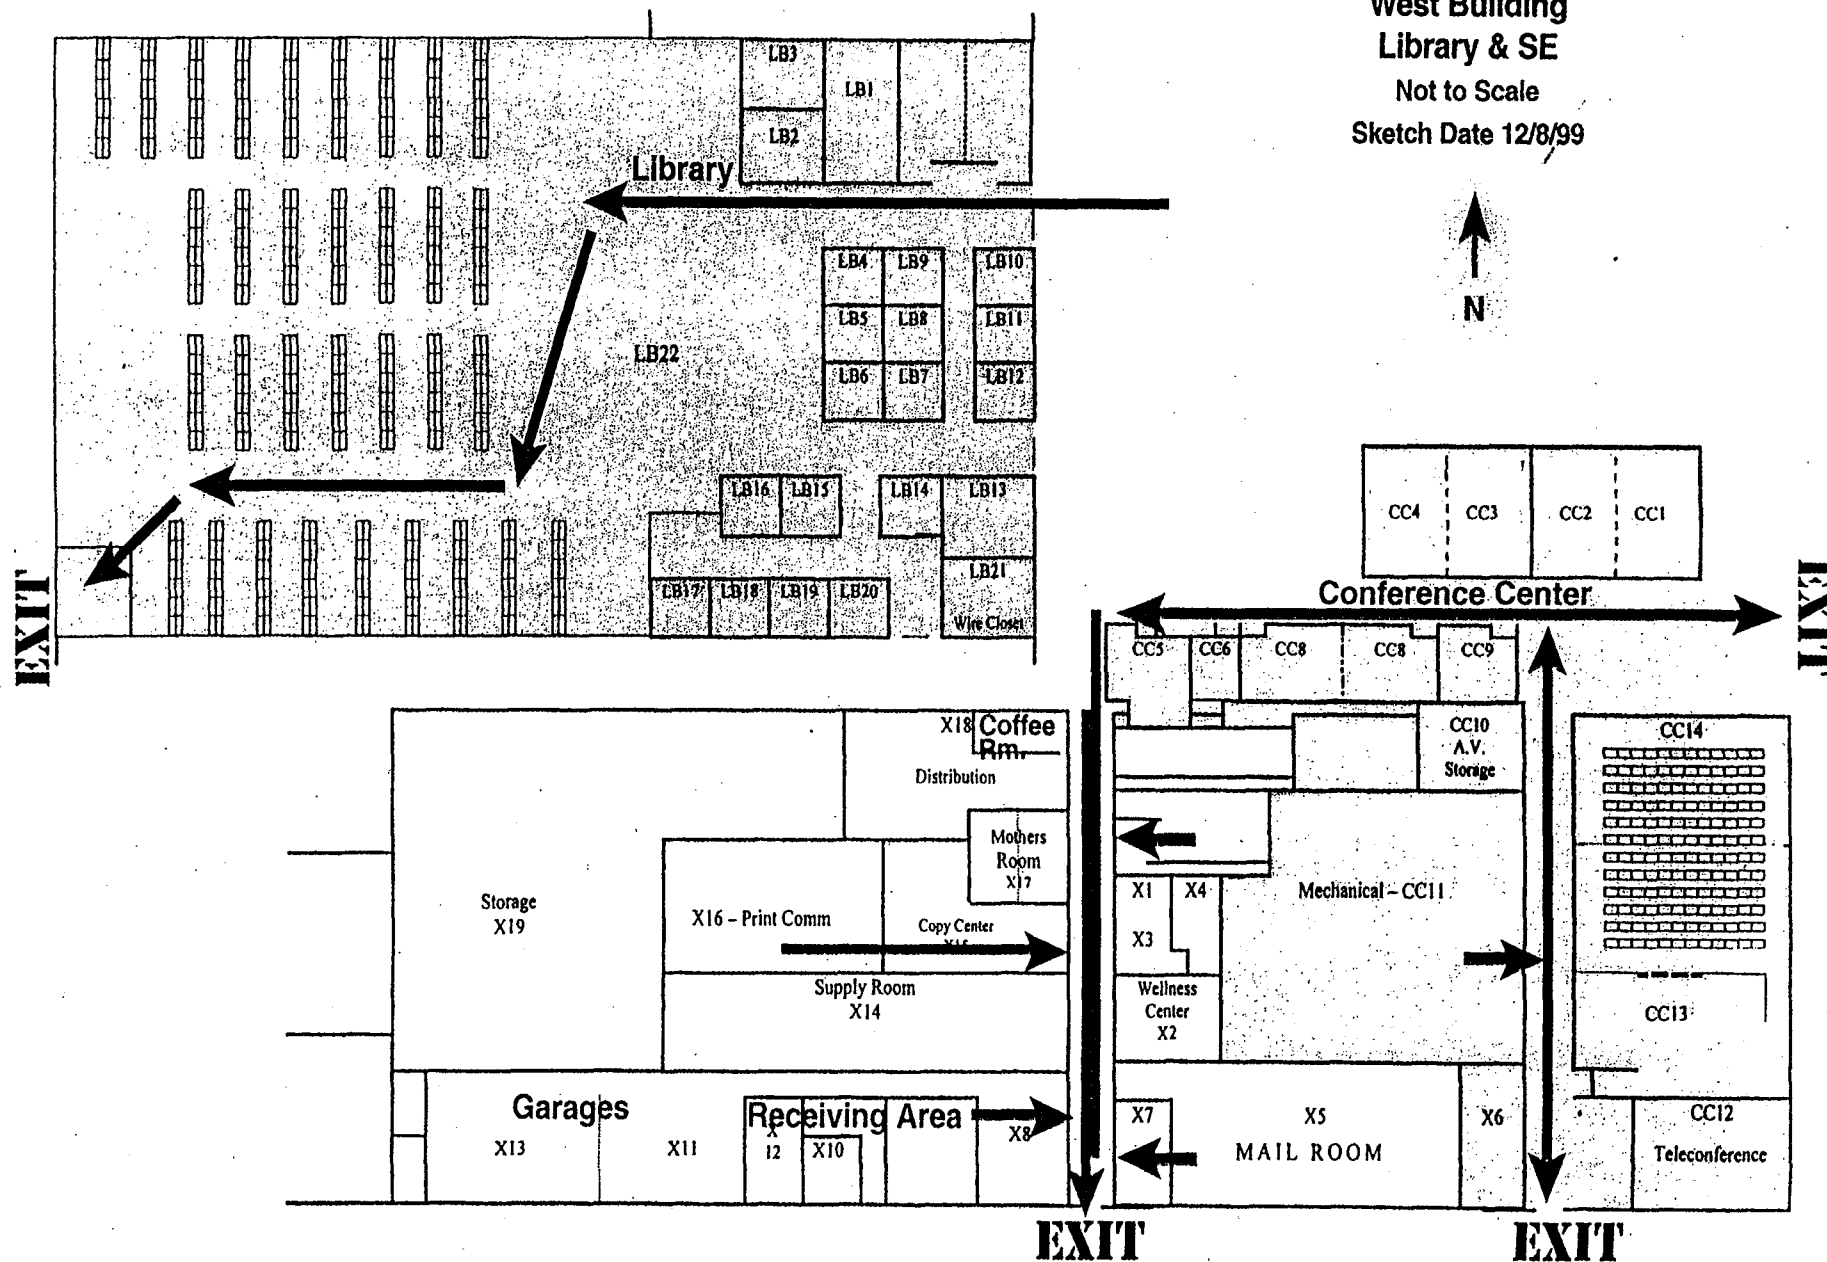 West Building
Library & SE
Not to Scale
Sketch Date 12/8/99
N
LB3
LB1
LB2
Library
LB4
LB9
LB10
LB5
LB8
LB11
LB22
LB6
LB7
LB12
LB16
LB15
LB14
LB13
LB21
LB17
LB18
LB19
LB20
Wire Closet
EXIT
CC4
CC3
CC2
CC1
Conference Center
EXIT
CC5
CC6
CC8
CC8
CC9
X18
Coffee
Rm.
Distribution
CC10
A.V.
Storage
CC14
Mothers
Room
X17
Storage
X19
X16 – Print Comm
Copy Center
X15
X1
X4
Mechanical – CC11
X3
Supply Room
X14
Wellness
Center
X2
CC13
Garages
Receiving Area
X13
X11
X
12
X10
X8
X7
X5
MAIL ROOM
X6
CC12
Teleconference
EXIT
EXIT